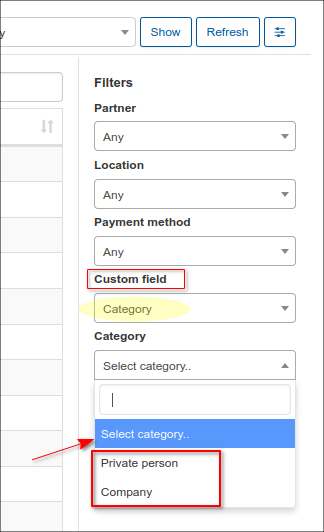 y
Show
Refresh
Filters
Partner
Any
Location
Any
Payment method
Any
Custom field
Category
Category
Select category..
Select category..
Private person
Company